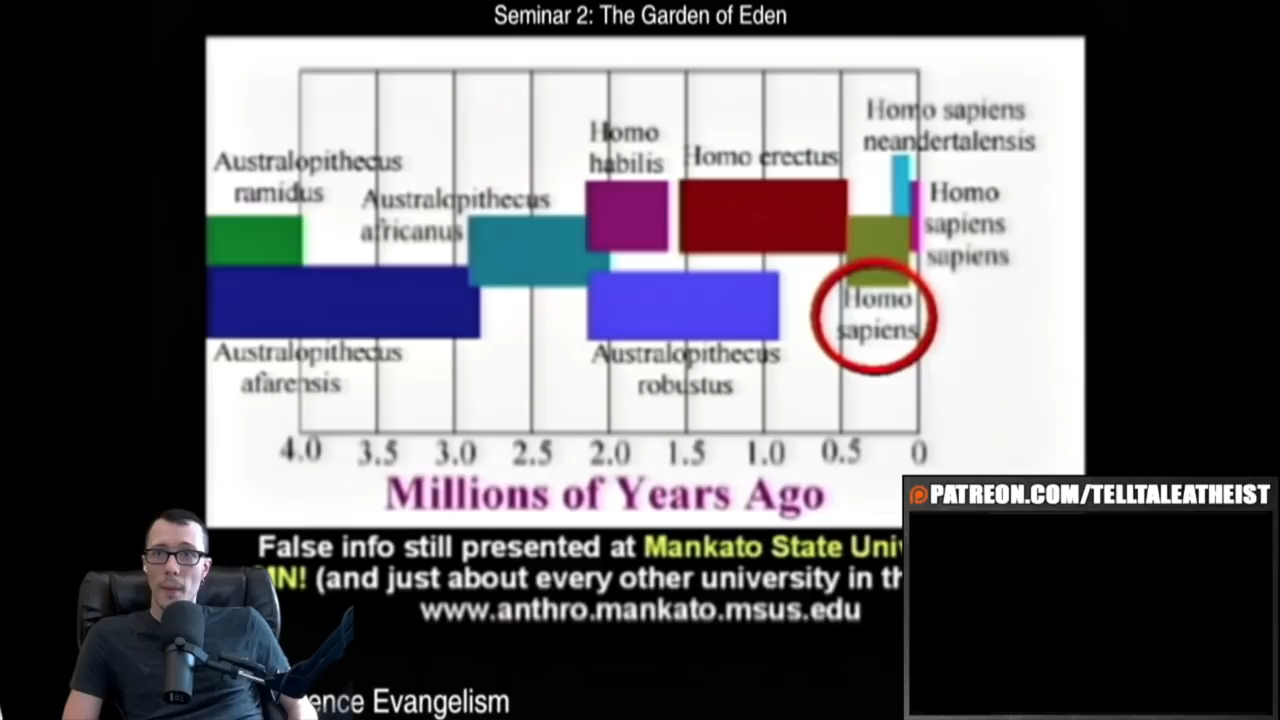 Seminar 2: The Garden of Eden
Homo sapiens
neandertalensis
Homo
habilis
Homo erectus
Australopithecus
ramidus
Australopithecus
africanus
Homo
sapiens
sapiens
Homo
sapiens
Australopithecus
afarensis
Australopithecus
robustus
4.0 3.5 3.0 2.5 2.0 1.5 1.0 0.5 0
Millions of Years Ago
PATREON.COM/TELLTALEATHEIST
False info still presented at Mankato State
MN! (and just about every other university in
www.anthro.mankato.msus.edu
Evangelism